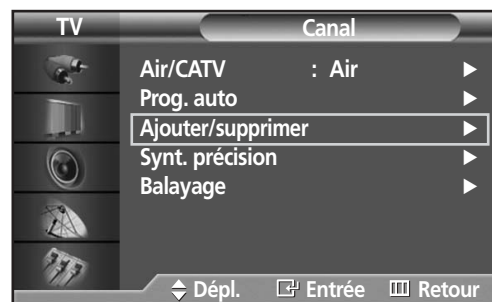 TV Canal
Air/CATV : Air
Prog. auto
Ajouter/supprimer
Synt. précision
Balayage
Dépl. Entrée Retour